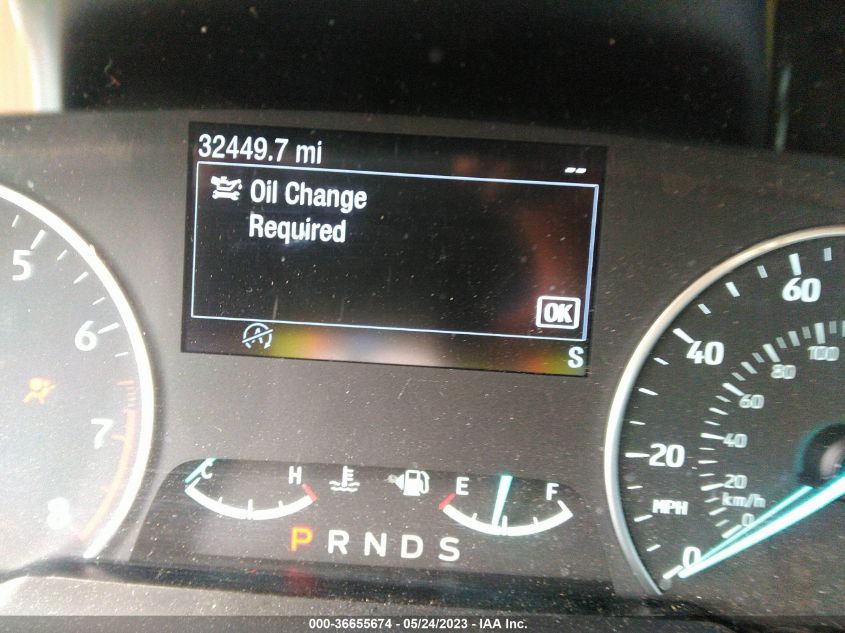 32449.7 mi
--
Oil Change
Required
OK
A
S
5
6
7
8
C H
E F
P R N D S
60
40
20
MPH
0
100
80
60
40
20
km/h
0
000-36655674 - 05/24/2023 - IAA Inc.